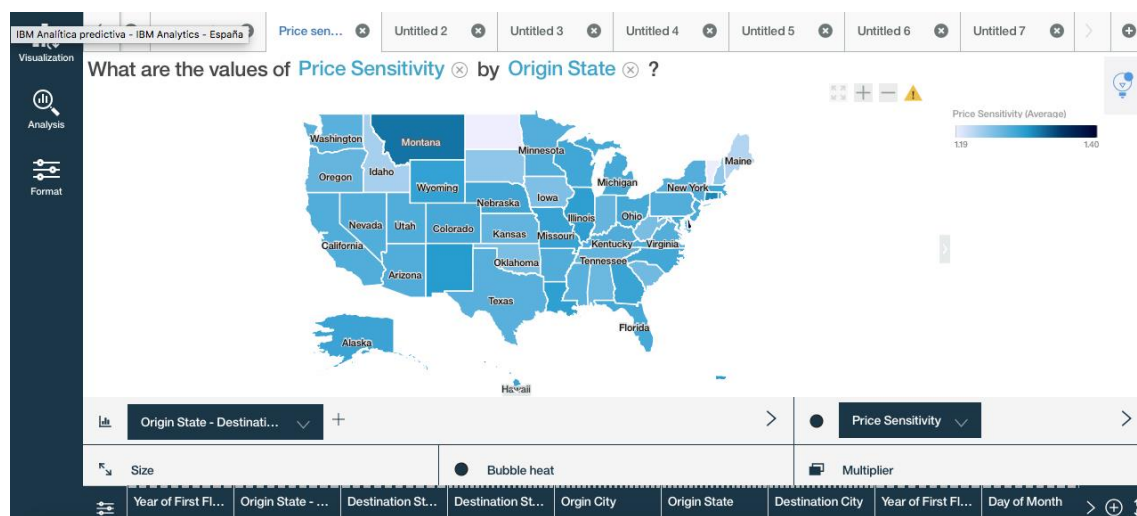 IBM Analítica predictiva - IBM Analytics - España
Price sen...
Untitled 2
Untitled 3
Untitled 4
Untitled 5
Untitled 6
Untitled 7
Visualization
Analysis
Format
What are the values of Price Sensitivity by Origin State ?
Price Sensitivity (Average)
1.19 1.40
Washington
Montana
Minnesota
Maine
Oregon
Idaho
Wyoming
Michigan
New York
Nebraska
Iowa
Illinois
Ohio
Nevada
Utah
Colorado
Kansas
Missouri
Kentucky
Virginia
California
Oklahoma
Tennessee
Arizona
Texas
Florida
Alaska
Hawaii
Origin State - Destinati...
Price Sensitivity
Size
Bubble heat
Multiplier
Year of First Fl...
Origin State - ...
Destination St...
Destination St...
Orgin City
Origin State
Destination City
Year of First Fl...
Day of Month